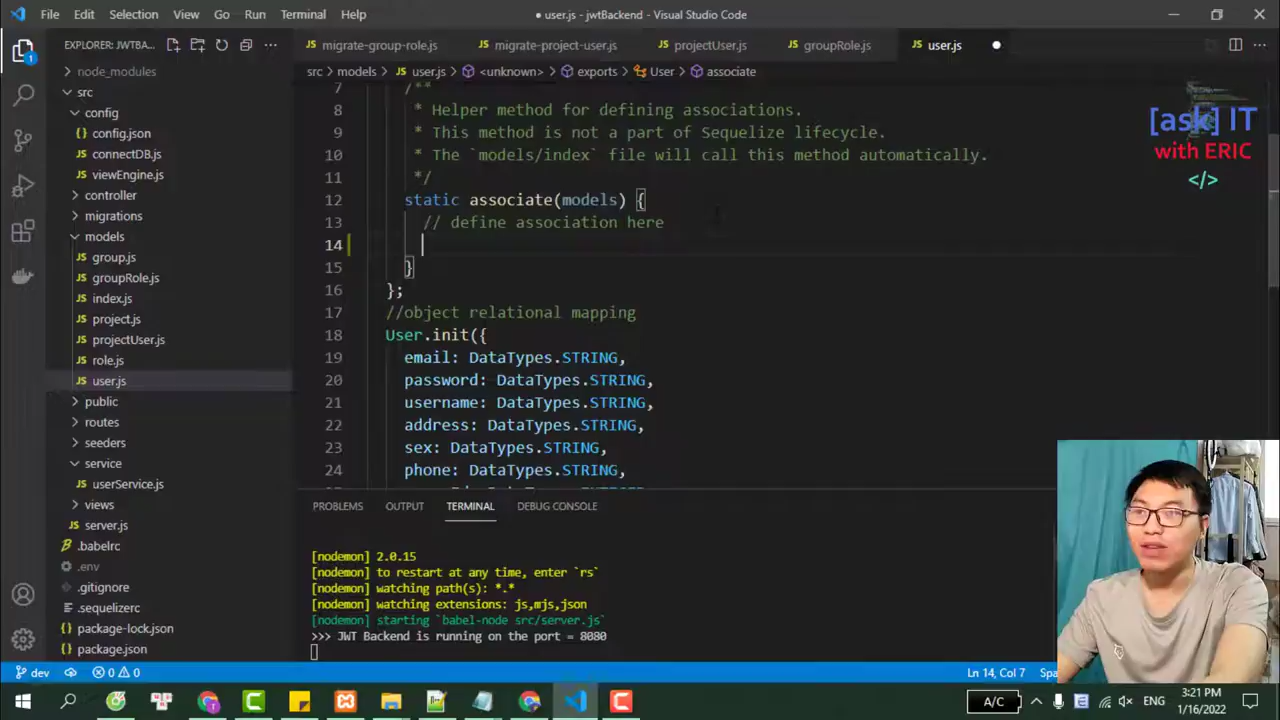 File Edit Selection View Go Run Terminal Help
● user.js - jwtBackend - Visual Studio Code
EXPLORER: JWTBA...
migrate-group-role.js migrate-project-user.js projectUser.js groupRole.js user.js
src > models > user.js > <unknown> > exports > User > associate
node_modules
src
config
config.json
connectDB.js
viewEngine.js
controller
migrations
models
group.js
groupRole.js
index.js
project.js
projectUser.js
role.js
user.js
public
routes
seeders
service
userService.js
views
server.js
.babelrc
.env
.gitignore
.sequelizerc
package-lock.json
package.json
7 /**
8 * Helper method for defining associations.
9 * This method is not a part of Sequelize lifecycle.
10 * The `models/index` file will call this method automatically.
11 */
12 static associate(models) {
13 // define association here
14
15 }
16 };
17 //object relational mapping
18 User.init({
19 email: DataTypes.STRING,
20 password: DataTypes.STRING,
21 username: DataTypes.STRING,
22 address: DataTypes.STRING,
23 sex: DataTypes.STRING,
24 phone: DataTypes.STRING,
[ask] IT
with ERIC
</>
PROBLEMS OUTPUT TERMINAL DEBUG CONSOLE
[nodemon] 2.0.15
[nodemon] to restart at any time, enter `rs`
[nodemon] watching path(s): *.*
[nodemon] watching extensions: js,mjs,json
[nodemon] starting `babel-node src/server.js`
>>> JWT Backend is running on the port = 8080
dev 0 0 Ln 14, Col 7 Spa
A/C ENG 3:21 PM
1/16/2022